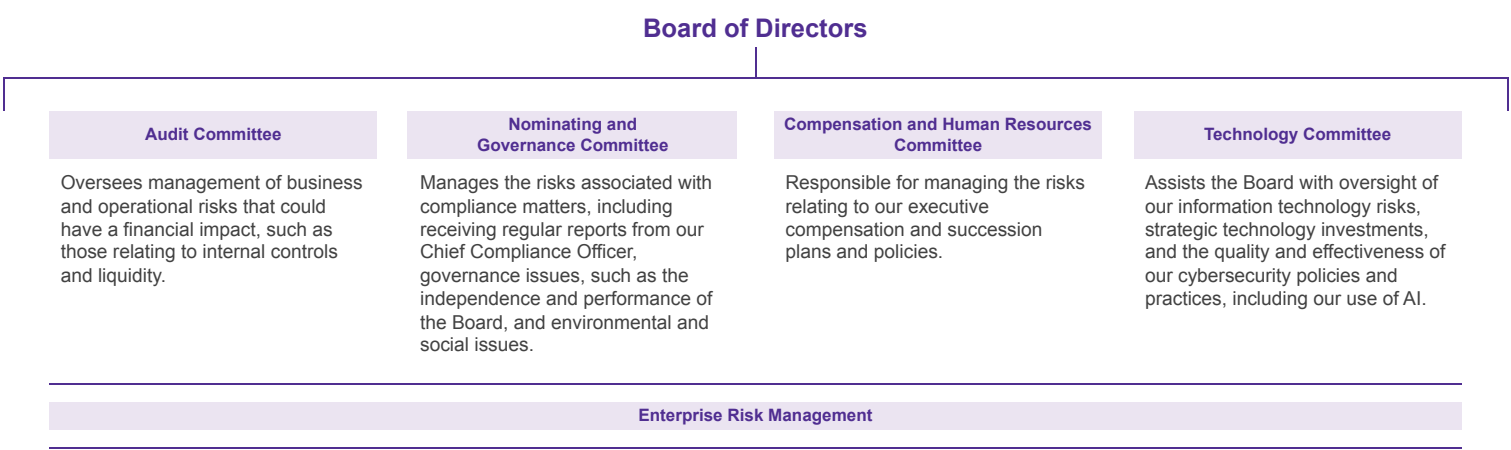 Board of Directors
Audit Committee
Oversees management of business
and operational risks that could
have a financial impact, such as
those relating to internal controls
and liquidity.
Nominating and
Governance Committee
Manages the risks associated with
compliance matters, including
receiving regular reports from our
Chief Compliance Officer,
governance issues, such as the
independence and performance of
the Board, and environmental and
social issues.
Compensation and Human Resources
Committee
Responsible for managing the risks
relating to our executive
compensation and succession
plans and policies.
Technology Committee
Assists the Board with oversight of
our information technology risks,
strategic technology investments,
and the quality and effectiveness of
our cybersecurity policies and
practices, including our use of AI.
Enterprise Risk Management